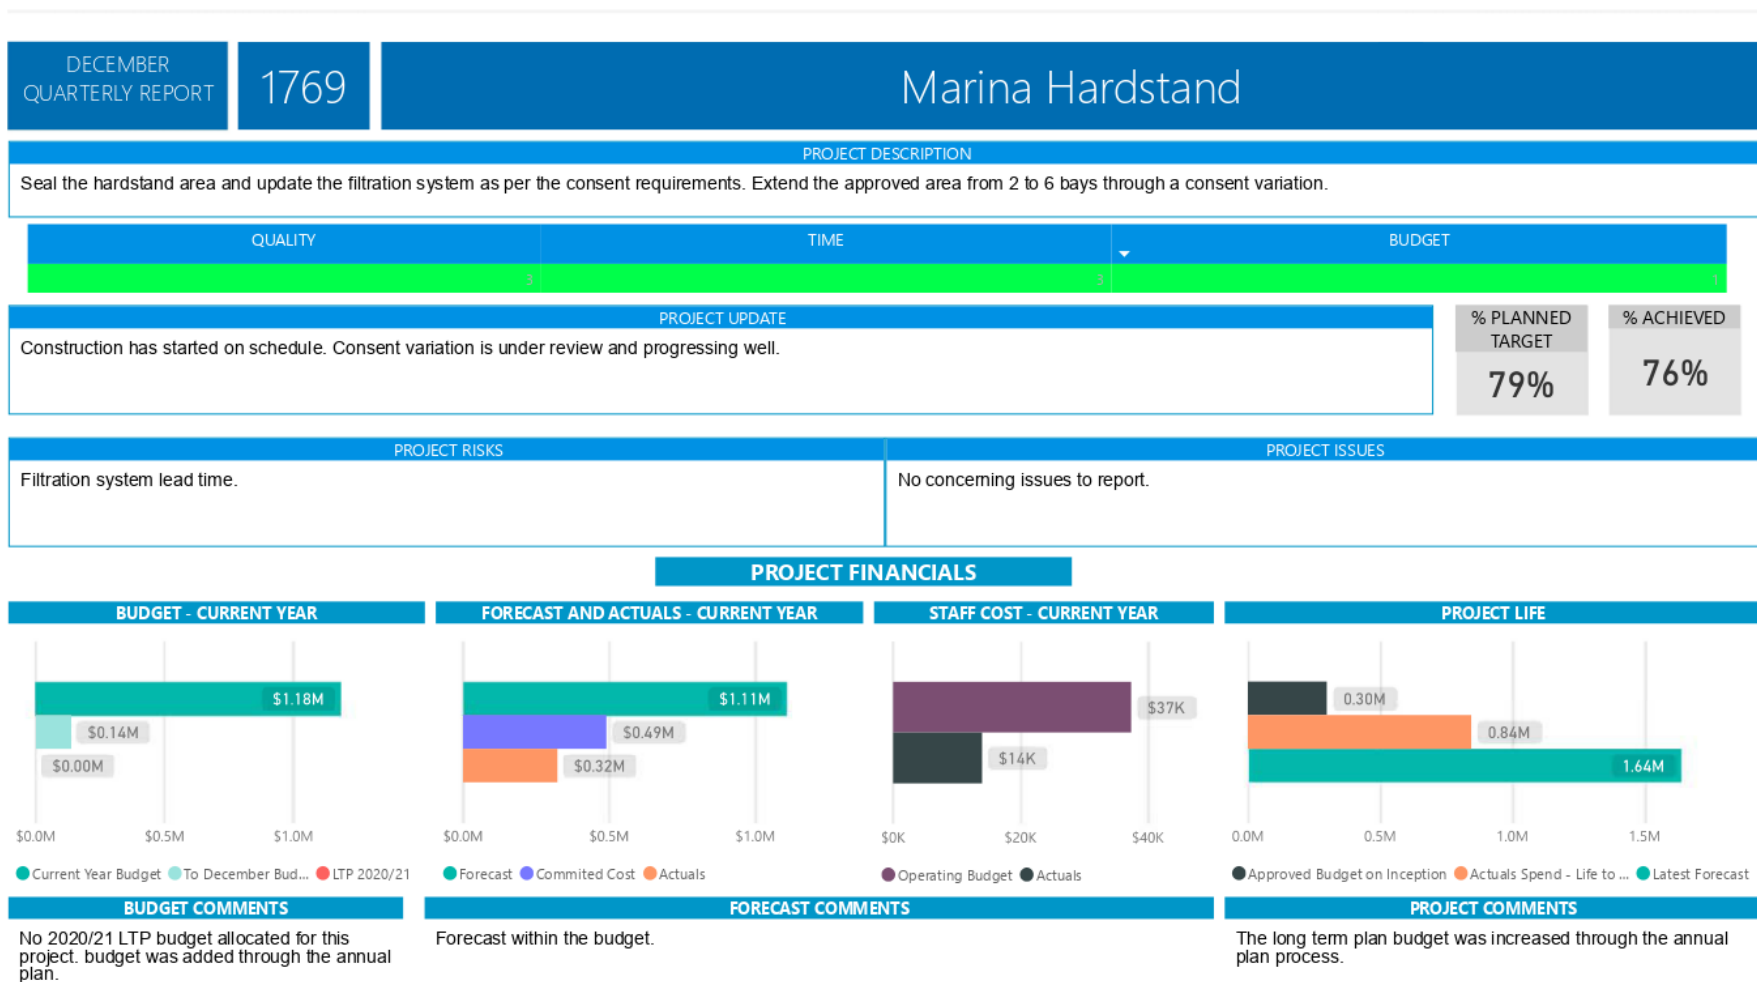 DECEMBER
QUARTERLY REPORT
1769
Marina Hardstand
PROJECT DESCRIPTION
Seal the hardstand area and update the filtration system as per the consent requirements. Extend the approved area from 2 to 6 bays through a consent variation.
QUALITY
TIME
BUDGET
3
3
1
PROJECT UPDATE
Construction has started on schedule. Consent variation is under review and progressing well.
% PLANNED
TARGET
79%
% ACHIEVED
76%
PROJECT RISKS
Filtration system lead time.
PROJECT ISSUES
No concerning issues to report.
PROJECT FINANCIALS
BUDGET - CURRENT YEAR
$1.18M
$0.14M
$0.00M
$0.0M
$0.5M
$1.0M
Current Year Budget
To December Bud...
LTP 2020/21
FORECAST AND ACTUALS - CURRENT YEAR
$1.11M
$0.49M
$0.32M
$0.0M
$0.5M
$1.0M
Forecast
Commited Cost
Actuals
STAFF COST - CURRENT YEAR
$37K
$14K
$0K
$20K
$40K
Operating Budget
Actuals
PROJECT LIFE
0.30M
0.84M
1.64M
0.0M
0.5M
1.0M
1.5M
Approved Budget on Inception
Actuals Spend - Life to ...
Latest Forecast
BUDGET COMMENTS
No 2020/21 LTP budget allocated for this
project. budget was added through the annual
plan.
FORECAST COMMENTS
Forecast within the budget.
PROJECT COMMENTS
The long term plan budget was increased through the annual
plan process.